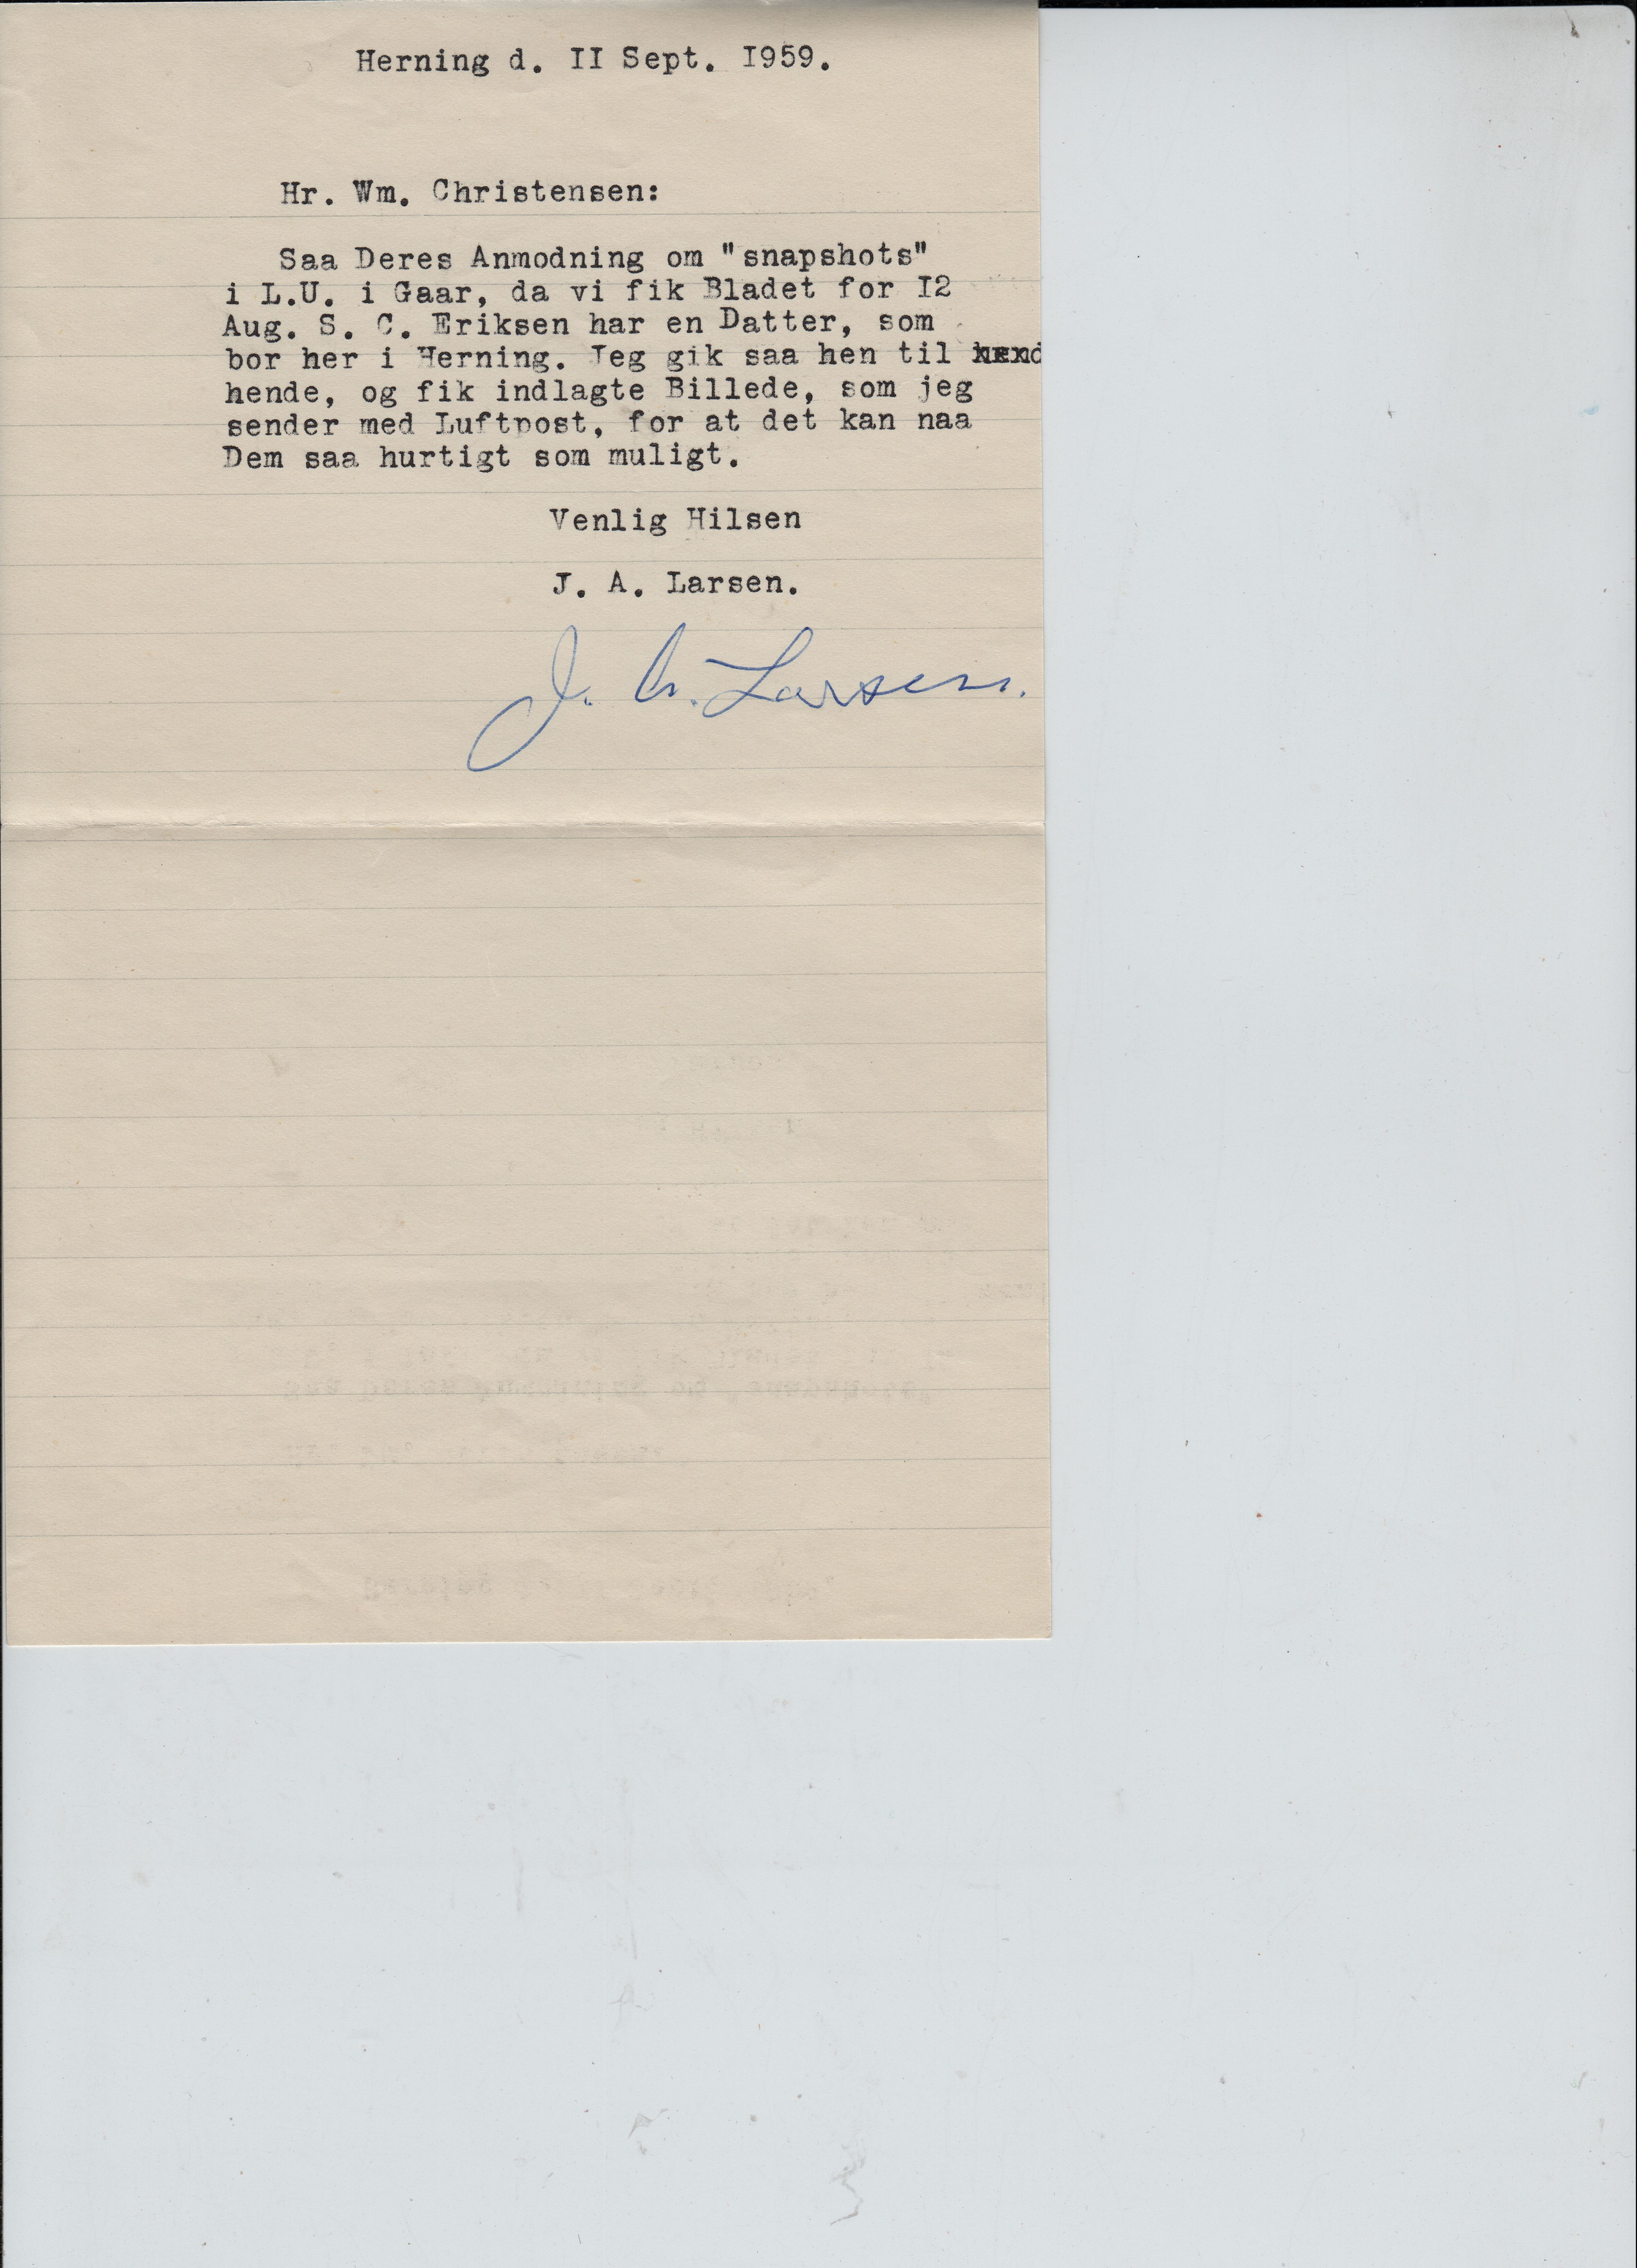 Herning d. II Sept. I959.
Hr. Wm. Christensen:
Saa Deres Anmodning om "snapshots"
i L.U. i Gaar, da vi fik Bladet for I2
Aug. S. C. Eriksen har en Datter, som
bor her i Herning. Jeg gik saa hen til
hende, og fik indlagte Billede, som jeg
sender med Luftpost, for at det kan naa
Dem saa hurtigt som muligt.
Venlig Hilsen
J. A. Larsen.
J. A. Larsen.